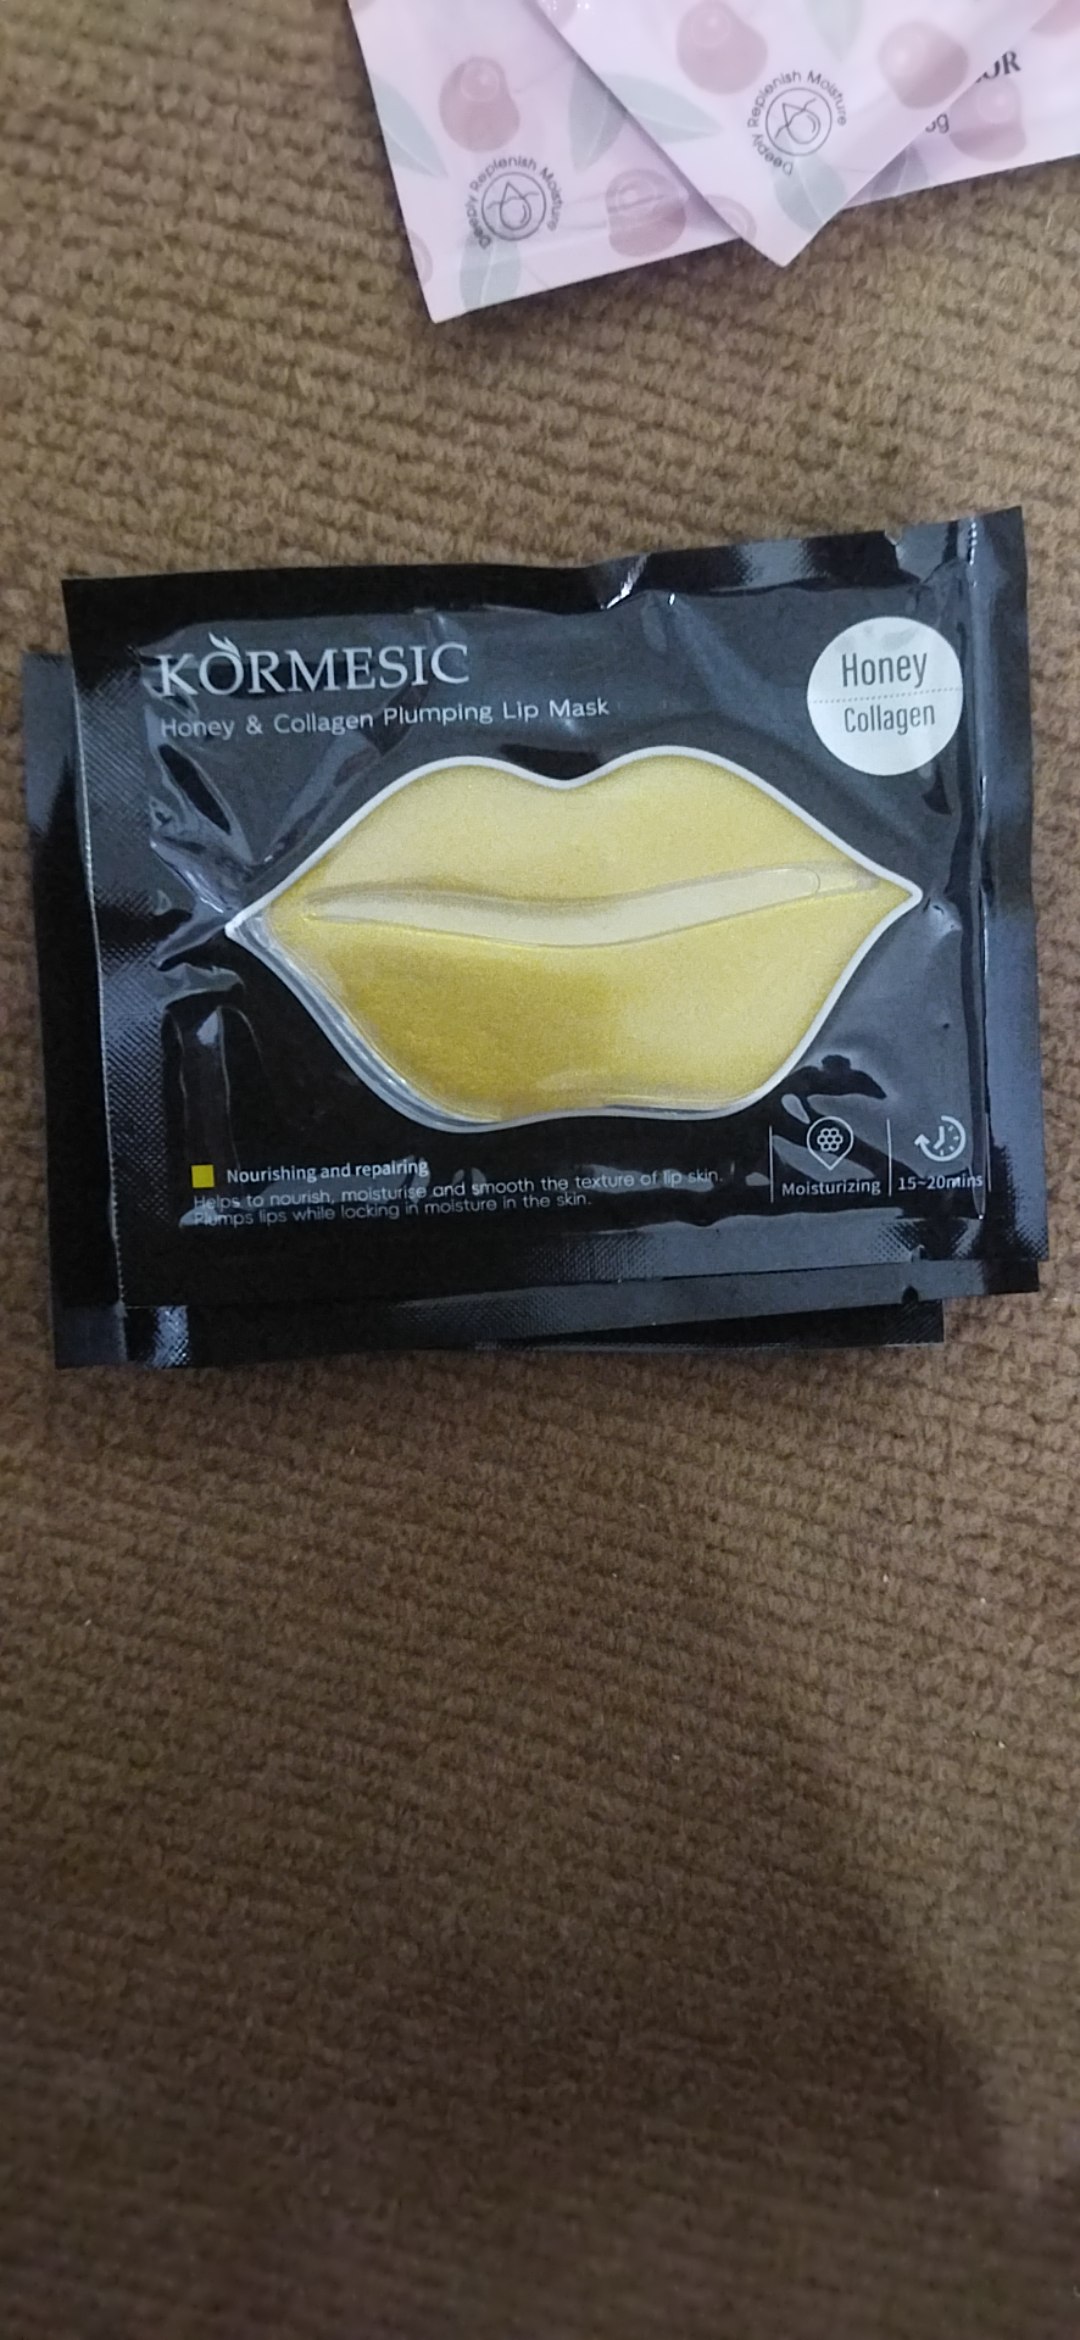 Deeply Replenish Moisture
Deeply Replenish Moisture
KORMESIC
Honey & Collagen Plumping Lip Mask
Honey
Collagen
Nourishing and repairing
Helps to nourish, moisturise and smooth the texture of lip skin.
Plumps lips while locking in moisture in the skin.
Moisturizing
15~20mins